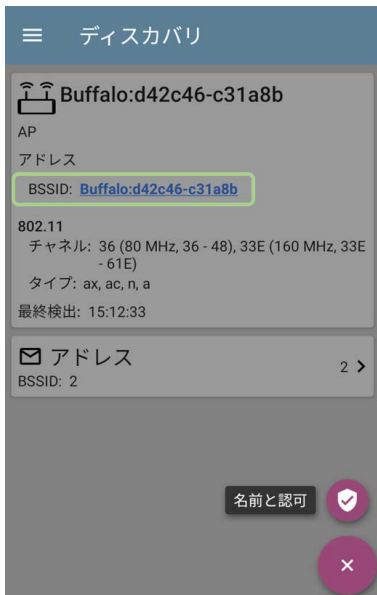 ディスカバリ
Buffalo:d42c46-c31a8b
AP
アドレス
BSSID: Buffalo:d42c46-c31a8b
802.11
チャネル: 36 (80 MHz, 36 - 48), 33E (160 MHz, 33E
- 61E)
タイプ: ax, ac, n, a
最終検出: 15:12:33
アドレス
2
BSSID: 2
名前と認可